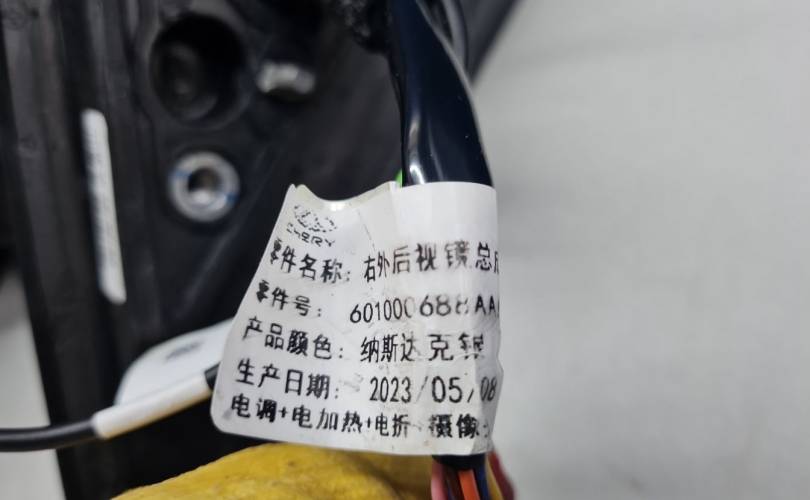 CHERY
零件名称：右外后视镜总成
零件号：601000688AA
产品颜色：纳斯达克银
生产日期：2023/05/08
电调+电加热+电折 摄像